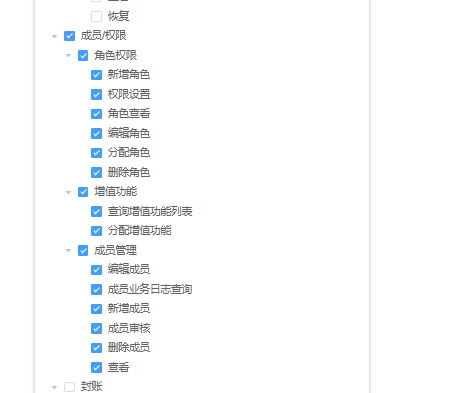 恢复
成员/权限
角色权限
新增角色
权限设置
角色查看
编辑角色
分配角色
删除角色
增值功能
查询增值功能列表
分配增值功能
成员管理
编辑成员
成员业务日志查询
新增成员
成员审核
删除成员
查看
封账